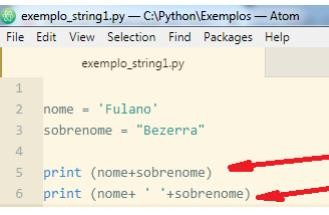 exemplo_string1.py — C:\Python\Exemplos — Atom
File Edit View Selection Find Packages Help
exemplo_string1.py
1
2 nome = 'Fulano'
3 sobrenome = "Bezerra"
4
5 print (nome+sobrenome)
6 print (nome+ ' '+sobrenome)